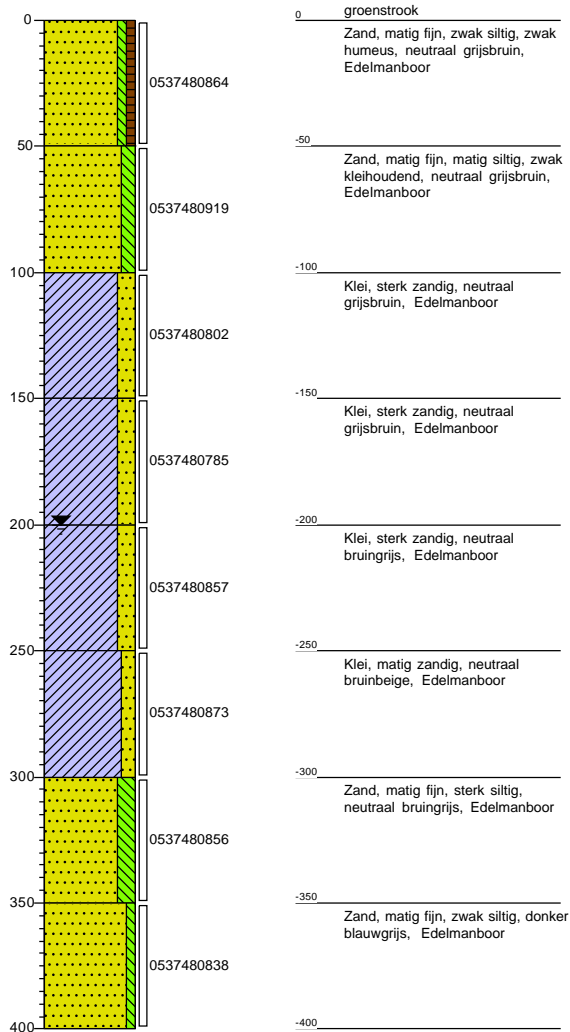 0
0
groenstrook
Zand, matig fijn, zwak siltig, zwak
humeus, neutraal grijsbruin,
Edelmanboor
0537480864
50
-50
Zand, matig fijn, matig siltig, zwak
kleihoudend, neutraal grijsbruin,
Edelmanboor
0537480919
100
-100
Klei, sterk zandig, neutraal
grijsbruin, Edelmanboor
0537480802
150
-150
Klei, sterk zandig, neutraal
grijsbruin, Edelmanboor
0537480785
200
-200
Klei, sterk zandig, neutraal
bruingrijs, Edelmanboor
0537480857
250
-250
Klei, matig zandig, neutraal
bruinbeige, Edelmanboor
0537480873
300
-300
Zand, matig fijn, sterk siltig,
neutraal bruingrijs, Edelmanboor
0537480856
350
-350
Zand, matig fijn, zwak siltig, donker
blauwgrijs, Edelmanboor
0537480838
400
-400